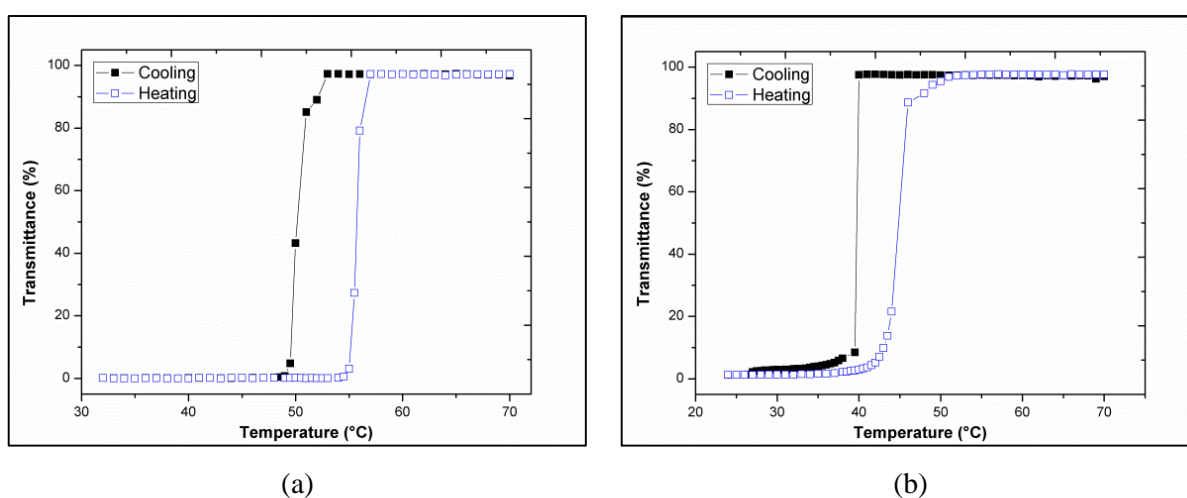 Cooling
Heating
Transmittance (%)
100
80
60
40
20
0
30 40 50 60 70
Temperature (°C)
(a)
Cooling
Heating
Transmittance (%)
100
80
60
40
20
0
20 30 40 50 60 70
Temperature (°C)
(b)